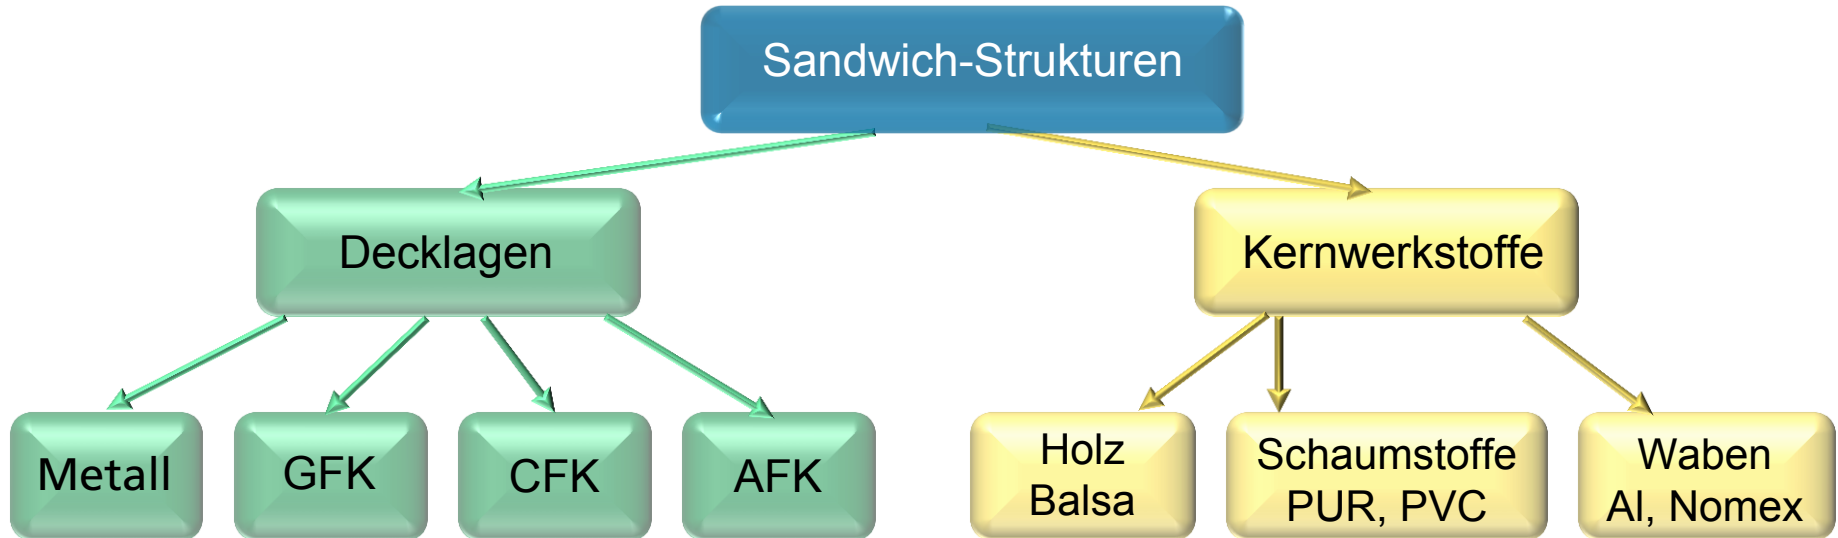 Sandwich-Strukturen
Decklagen
Kernwerkstoffe
Metall
GFK
CFK
AFK
Holz
Balsa
Schaumstoffe
PUR, PVC
Waben
Al, Nomex